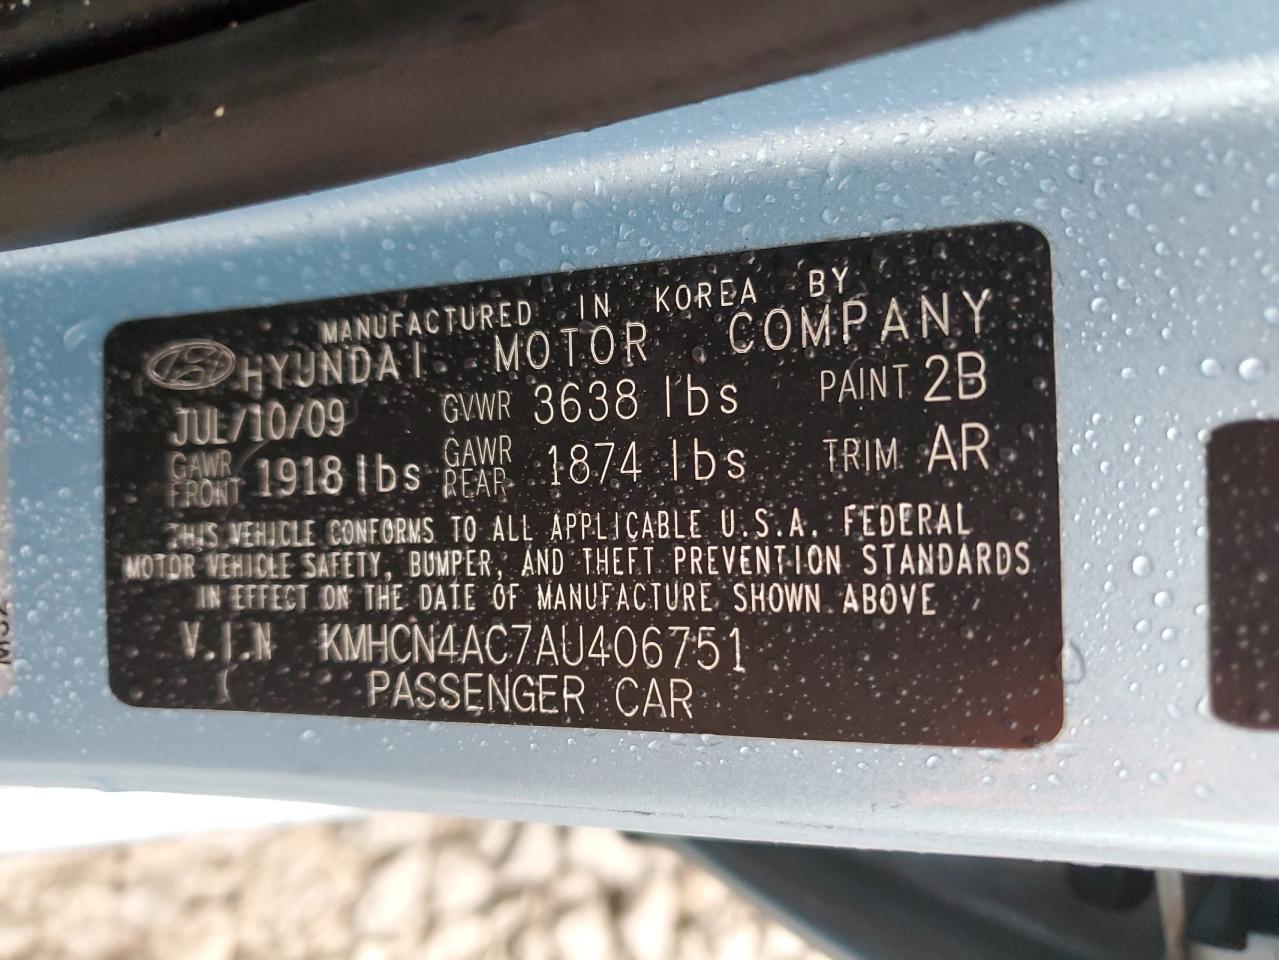 MANUFACTURED IN KOREA BY
HYUNDAI MOTOR COMPANY
JUL/10/09 GVWR 3638 lbs PAINT 2B
GAWR FRONT 1918 lbs GAWR REAR 1874 lbs TRIM AR
THIS VEHICLE CONFORMS TO ALL APPLICABLE U.S.A. FEDERAL
MOTOR VEHICLE SAFETY, BUMPER, AND THEFT PREVENTION STANDARDS
IN EFFECT ON THE DATE OF MANUFACTURE SHOWN ABOVE
V.I.N KMHCN4AC7AU406751
PASSENGER CAR